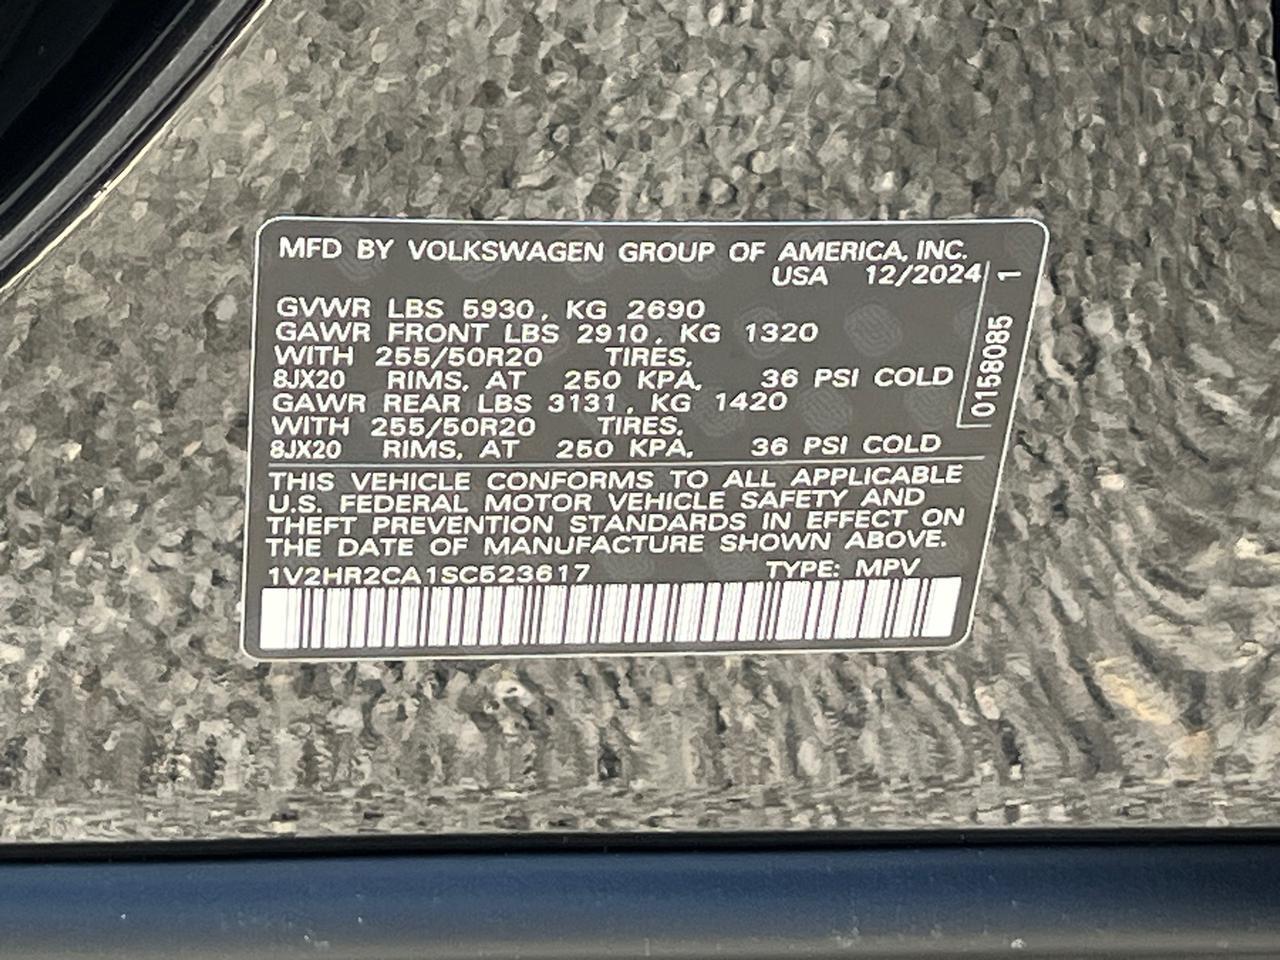 MFD BY VOLKSWAGEN GROUP OF AMERICA, INC.
USA 12/2024
GVWR LBS 5930, KG 2690
GAWR FRONT LBS 2910, KG 1320
WITH 255/50R20 TIRES,
8JX20 RIMS, AT 250 KPA, 36 PSI COLD
GAWR REAR LBS 3131, KG 1420
WITH 255/50R20 TIRES,
8JX20 RIMS, AT 250 KPA, 36 PSI COLD
THIS VEHICLE CONFORMS TO ALL APPLICABLE
U.S. FEDERAL MOTOR VEHICLE SAFETY AND
THEFT PREVENTION STANDARDS IN EFFECT ON
THE DATE OF MANUFACTURE SHOWN ABOVE.
1V2HR2CA1SC523617 TYPE: MPV
0158085 1